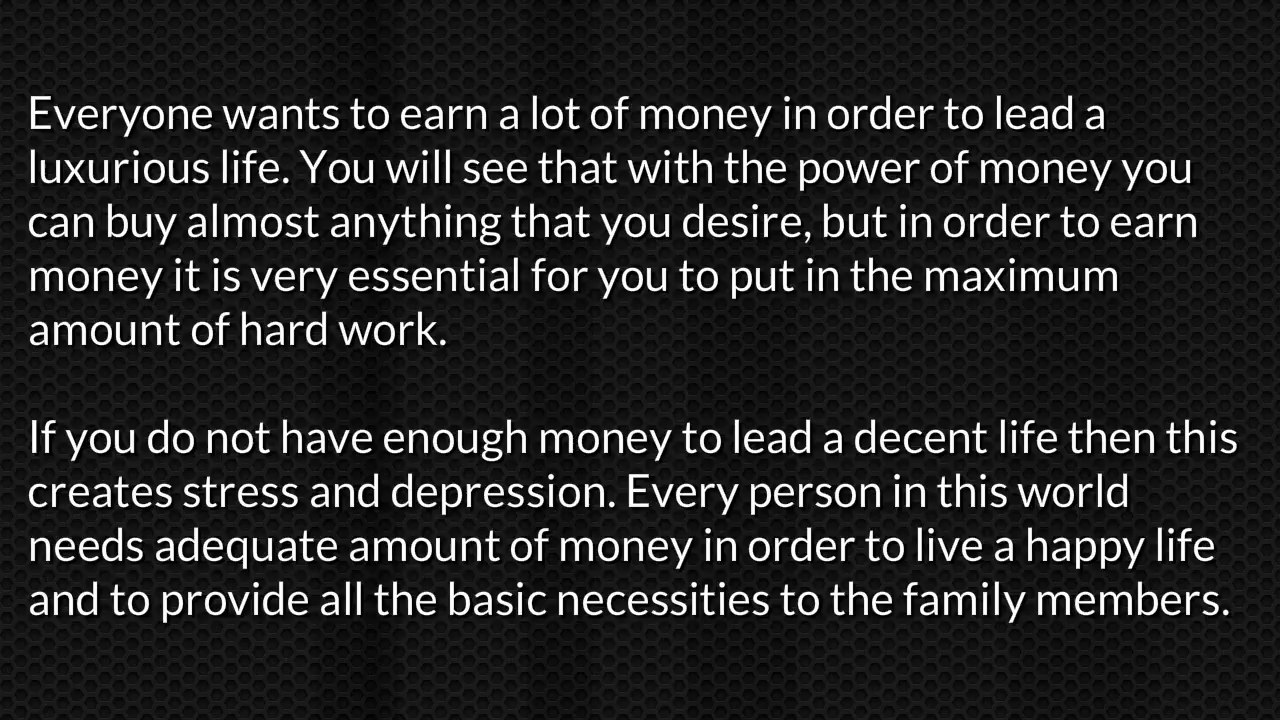 Everyone wants to earn a lot of money in order to lead a
luxurious life. You will see that with the power of money you
can buy almost anything that you desire, but in order to earn
money it is very essential for you to put in the maximum
amount of hard work.
If you do not have enough money to lead a decent life then this
creates stress and depression. Every person in this world
needs adequate amount of money in order to live a happy life
and to provide all the basic necessities to the family members.